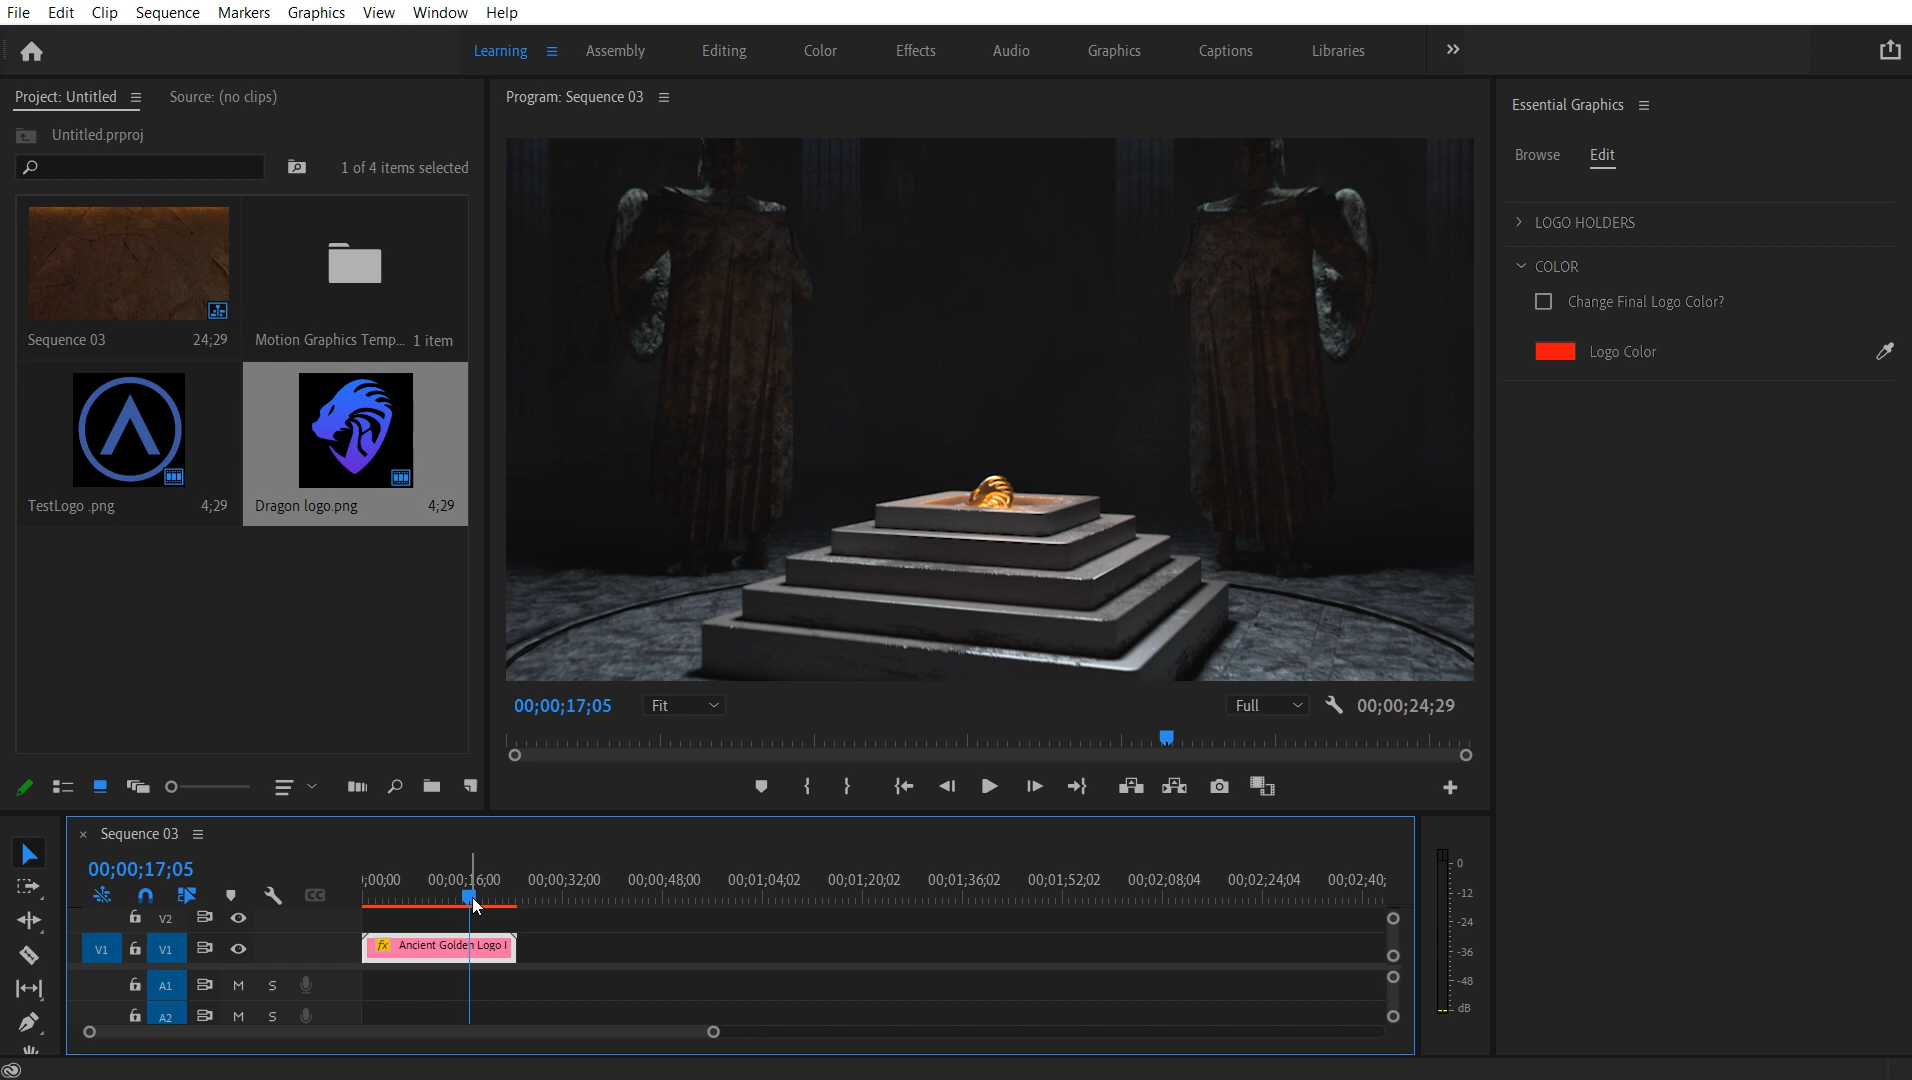 File Edit Clip Sequence Markers Graphics View Window Help
Learning Assembly Editing Color Effects Audio Graphics Captions Libraries
Project: Untitled Source: (no clips)
Untitled.prproj
1 of 4 items selected
Sequence 03 24;29
Motion Graphics Temp... 1 item
TestLogo .png 4;29
Dragon logo.png 4;29
Program: Sequence 03
00;00;17;05 Fit Full 00;00;24;29
Essential Graphics
Browse Edit
LOGO HOLDERS
COLOR
Change Final Logo Color?
Logo Color
× Sequence 03
00;00;17;05
;00;00 00;00;16;00 00;00;32;00 00;00;48;00 00;01;04;02 00;01;20;02 00;01;36;02 00;01;52;02 00;02;08;04 00;02;24;04 00;02;40;
CC
V2
V1 V1 fx Ancient Golden Logo
A1 M S
A2 M S
0
-12
-24
-36
-48
dB